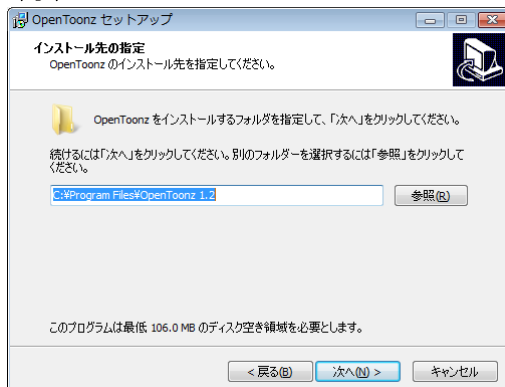 OpenToonz セットアップ
インストール先の指定
OpenToonz のインストール先を指定してください。
OpenToonz をインストールするフォルダを指定して、「次へ」をクリックしてください。
続けるには「次へ」をクリックしてください。別のフォルダーを選択するには「参照」をクリックして
ください。
C:¥Program Files¥OpenToonz 1.2
参照(R)
このプログラムは最低 106.0 MB のディスク空き領域を必要とします。
< 戻る(B)
次へ(N) >
キャンセル